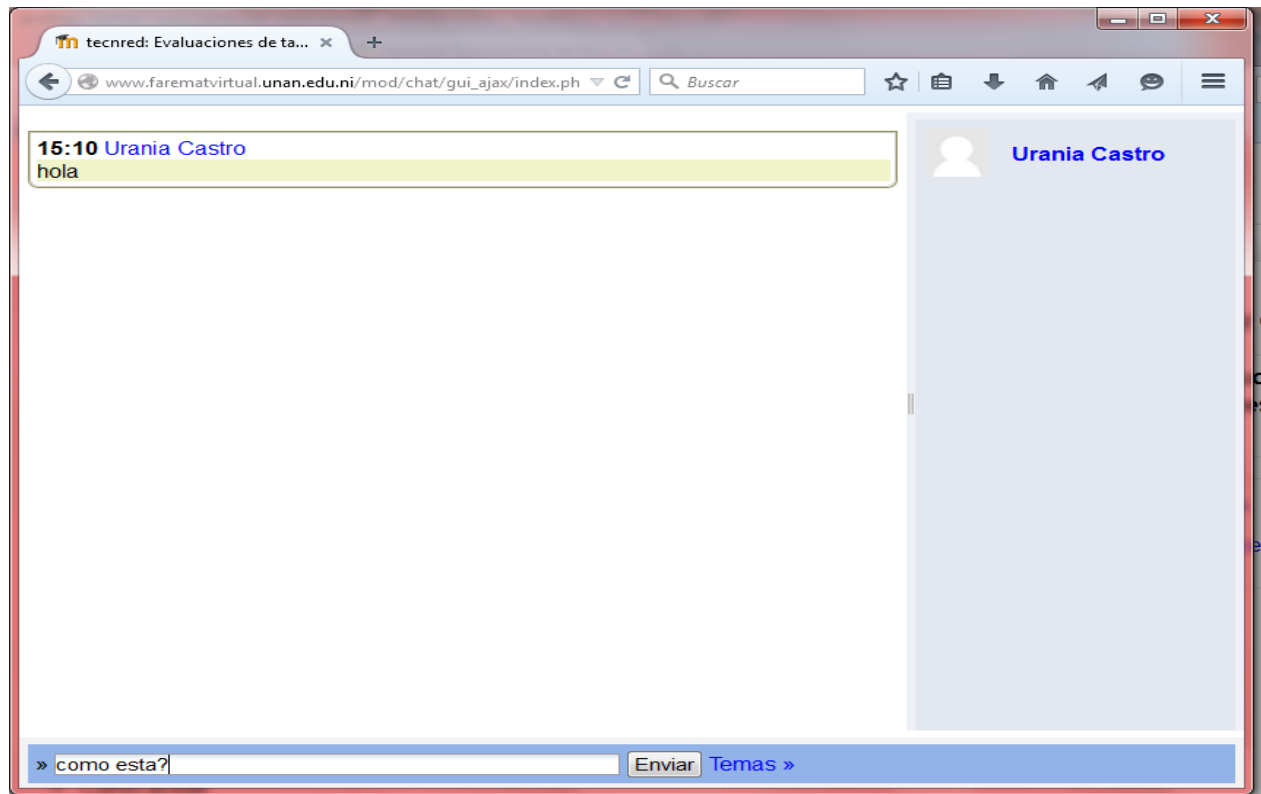 tecnred: Evaluaciones de ta...
www.farematvirtual.unan.edu.ni/mod/chat/gui_ajax/index.ph
Buscar
15:10 Urania Castro
hola
Urania Castro
» como esta?
Enviar
Temas »